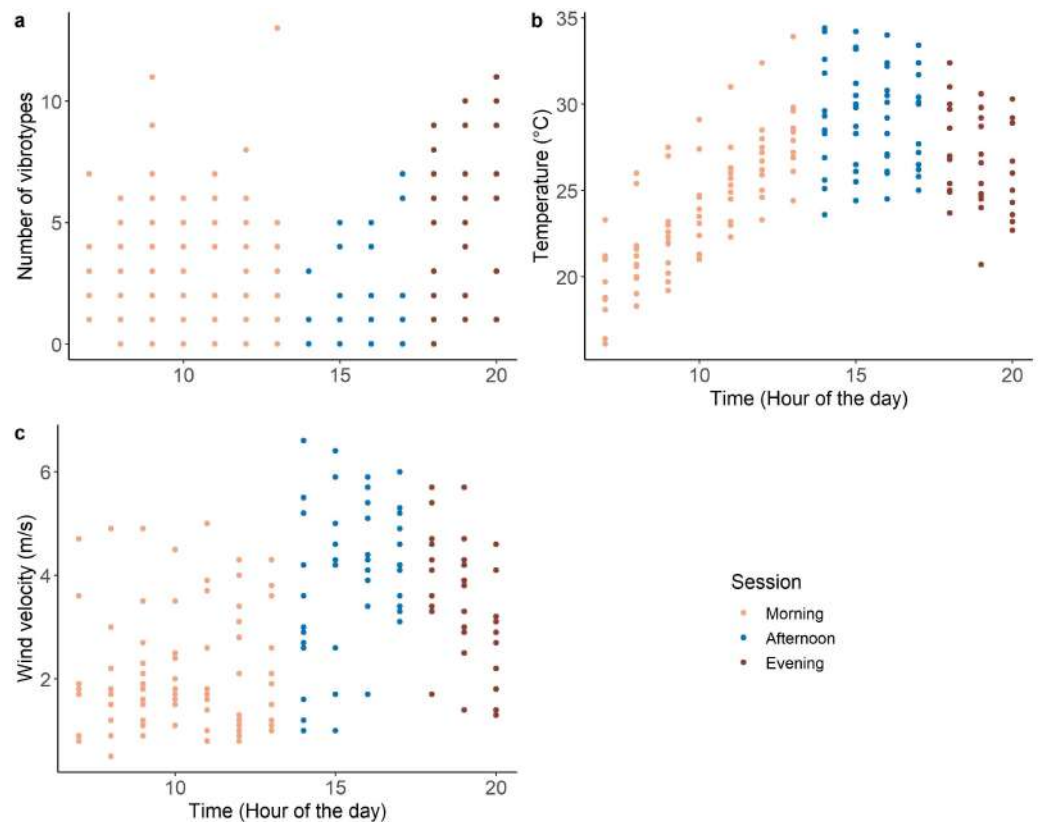 a
Number of vibrotypes
10
5
0
10
15
20
b
Temperature (°C)
35
30
25
20
10
15
20
Time (Hour of the day)
c
Wind velocity (m/s)
6
4
2
10
15
20
Time (Hour of the day)
Session
Morning
Afternoon
Evening